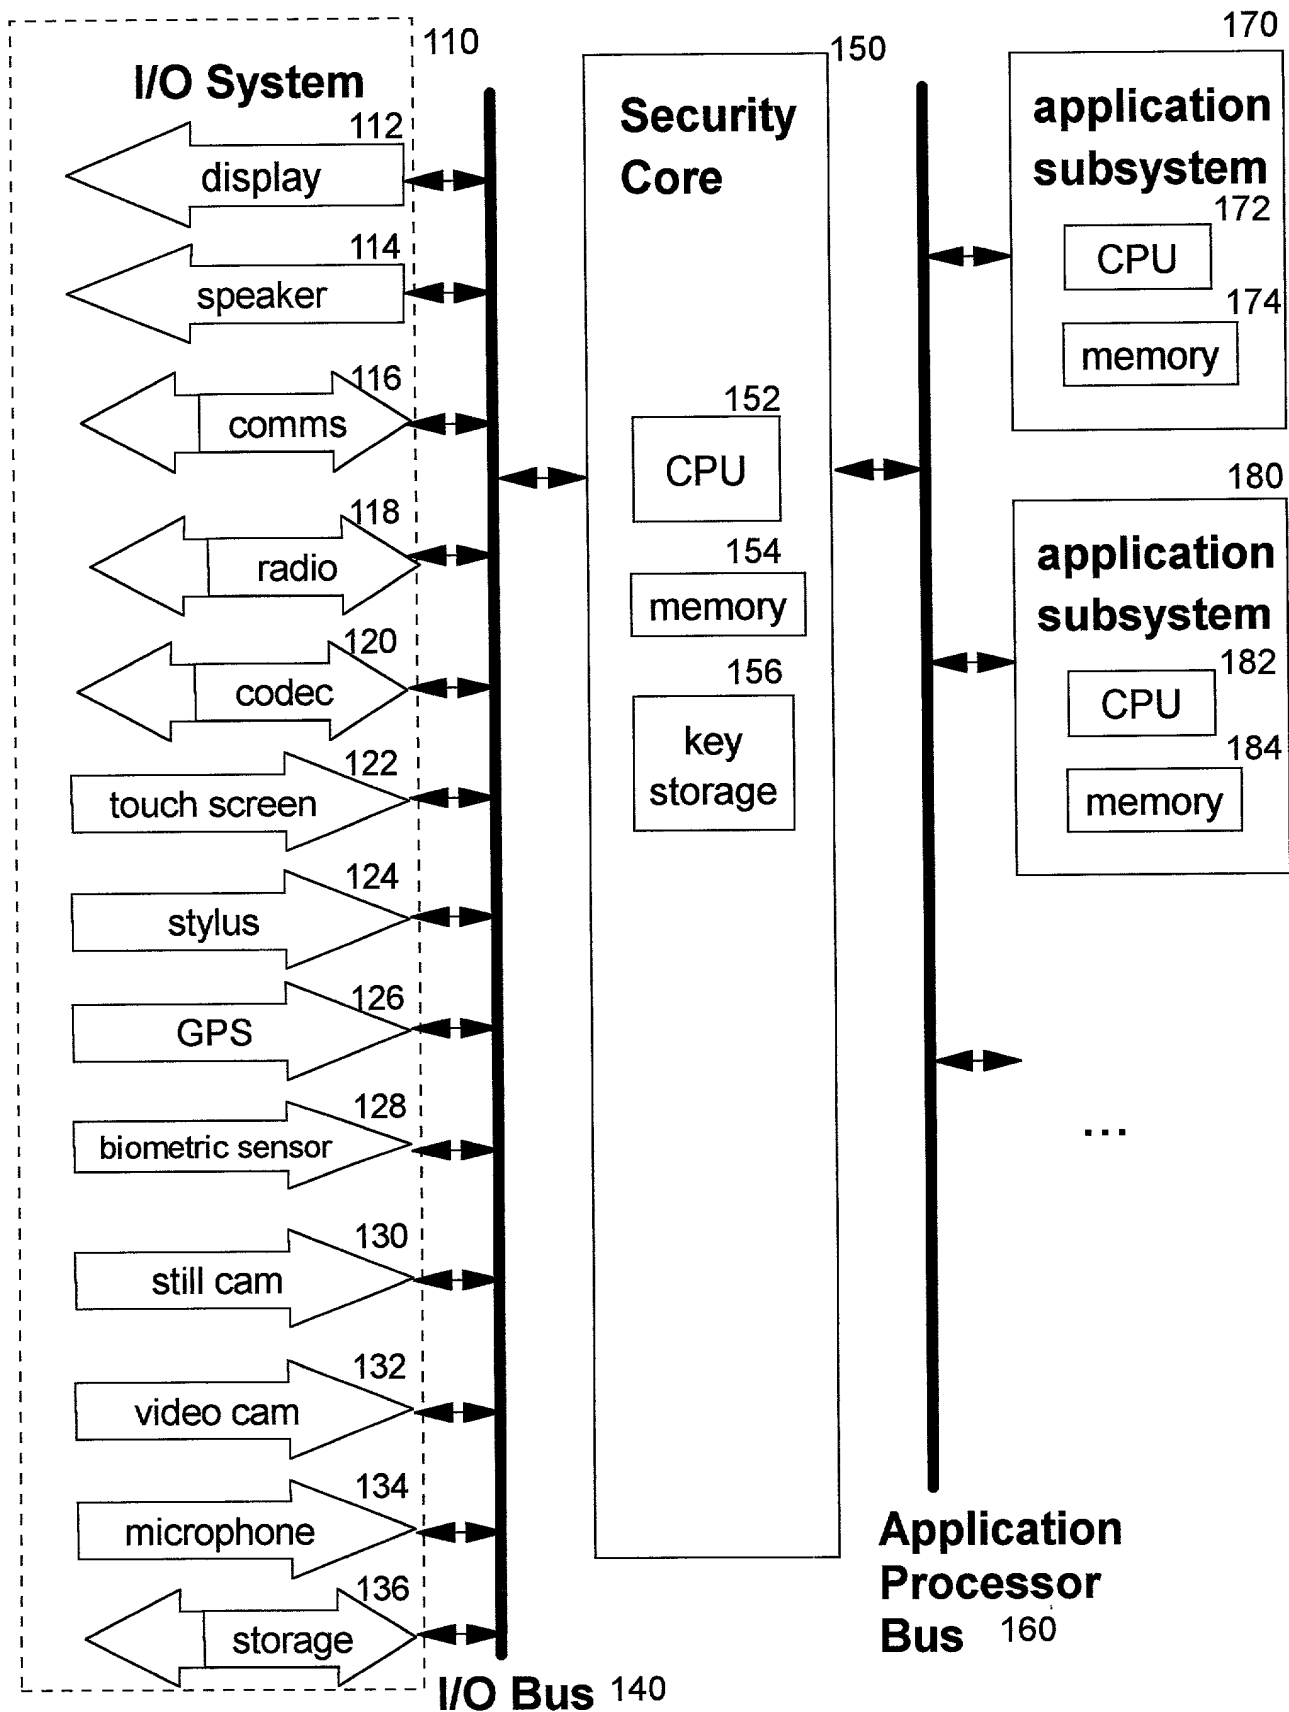 110
I/O System
112
display
114
speaker
116
comms
118
radio
120
codec
122
touch screen
124
stylus
126
GPS
128
biometric sensor
130
still cam
132
video cam
134
microphone
136
storage
I/O Bus 140
150
Security
Core
152
CPU
154
memory
156
key
storage
Application
Processor
Bus 160
170
application
subsystem
172
CPU
174
memory
180
application
subsystem
182
CPU
184
memory
...